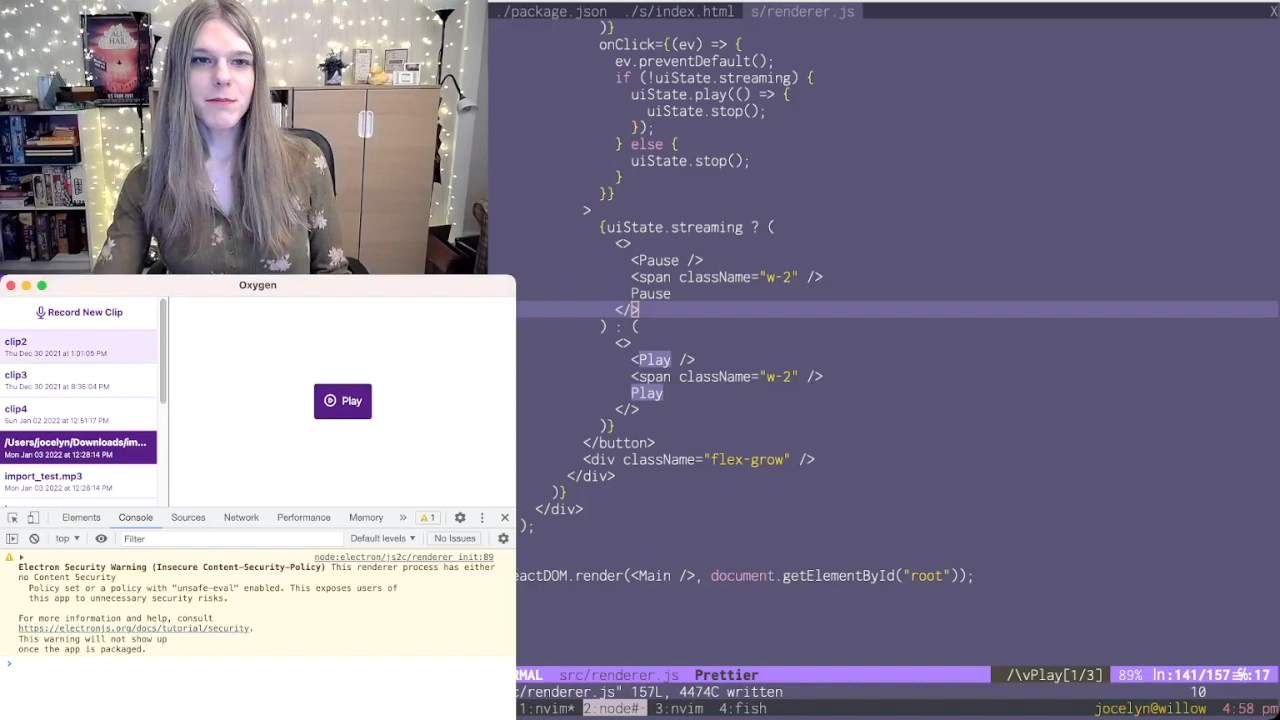 ALL
HAIL
./package.json ./s/index.html s/renderer.js X
)}
onClick={(ev) => {
ev.preventDefault();
if (!uiState.streaming) {
uiState.play(() => {
uiState.stop();
});
} else {
uiState.stop();
}
}}
>
{uiState.streaming ? (
<>
<Pause />
<span className="w-2" />
Pause
</>
) : (
<>
<Play />
<span className="w-2" />
Play
</>
)}
</button>
<div className="flex-grow" />
</div>
)}
</div>
);
eactDOM.render(<Main />, document.getElementById("root"));
RMAL src/renderer.js Prettier /\vPlay[1/3] 89% ln:141/157
c/renderer.js" 157L, 4474C written 10
1:nvim* 2:node#- 3:nvim 4:fish jocelyn@willow 4:58 pm
Oxygen
Record New Clip
clip2
Thu Dec 30 2021 at 1:01:05 PM
clip3
Thu Dec 30 2021 at 8:35:04 PM
clip4
Sun Jan 02 2022 at 12:51:17 PM
/Users/jocelyn/Downloads/im...
Mon Jan 03 2022 at 12:28:14 PM
import_test.mp3
Mon Jan 03 2022 at 12:28:14 PM
Play
Elements Console Sources Network Performance Memory » 1
top ▾ Filter Default levels ▾ No Issues
node:electron/js2c/renderer_init:89
Electron Security Warning (Insecure Content-Security-Policy) This renderer process has either
no Content Security
Policy set or a policy with "unsafe-eval" enabled. This exposes users of
this app to unnecessary security risks.
For more information and help, consult
https://electronjs.org/docs/tutorial/security.
This warning will not show up
once the app is packaged.
>